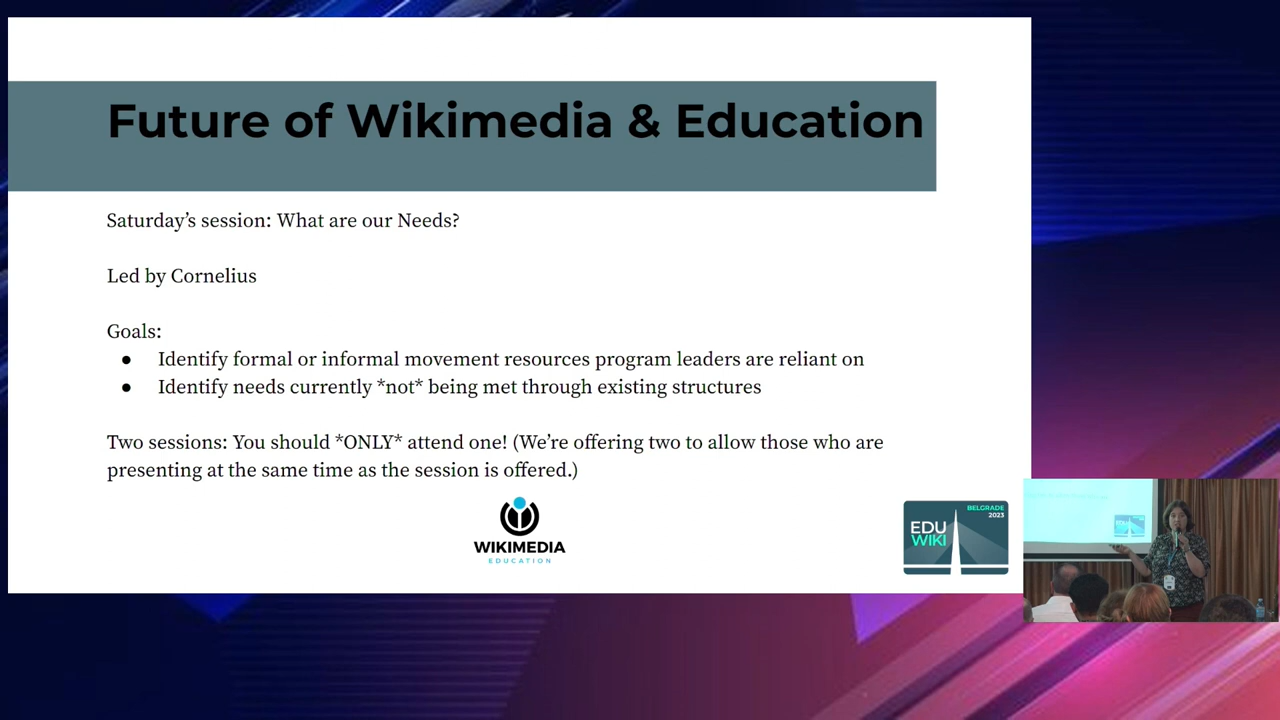 Future of Wikimedia & Education
Saturday’s session: What are our Needs?
Led by Cornelius
Goals:
● Identify formal or informal movement resources program leaders are reliant on
● Identify needs currently *not* being met through existing structures
Two sessions: You should *ONLY* attend one! (We’re offering two to allow those who are
presenting at the same time as the session is offered.)
WIKIMEDIA
EDUCATION
BELGRADE
2023
EDU
WIKI